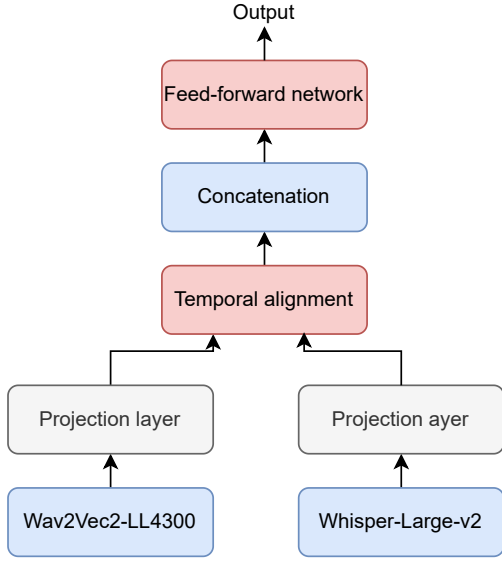 Output
Feed-forward network
Concatenation
Temporal alignment
Projection layer
Projection ayer
Wav2Vec2-LL4300
Whisper-Large-v2